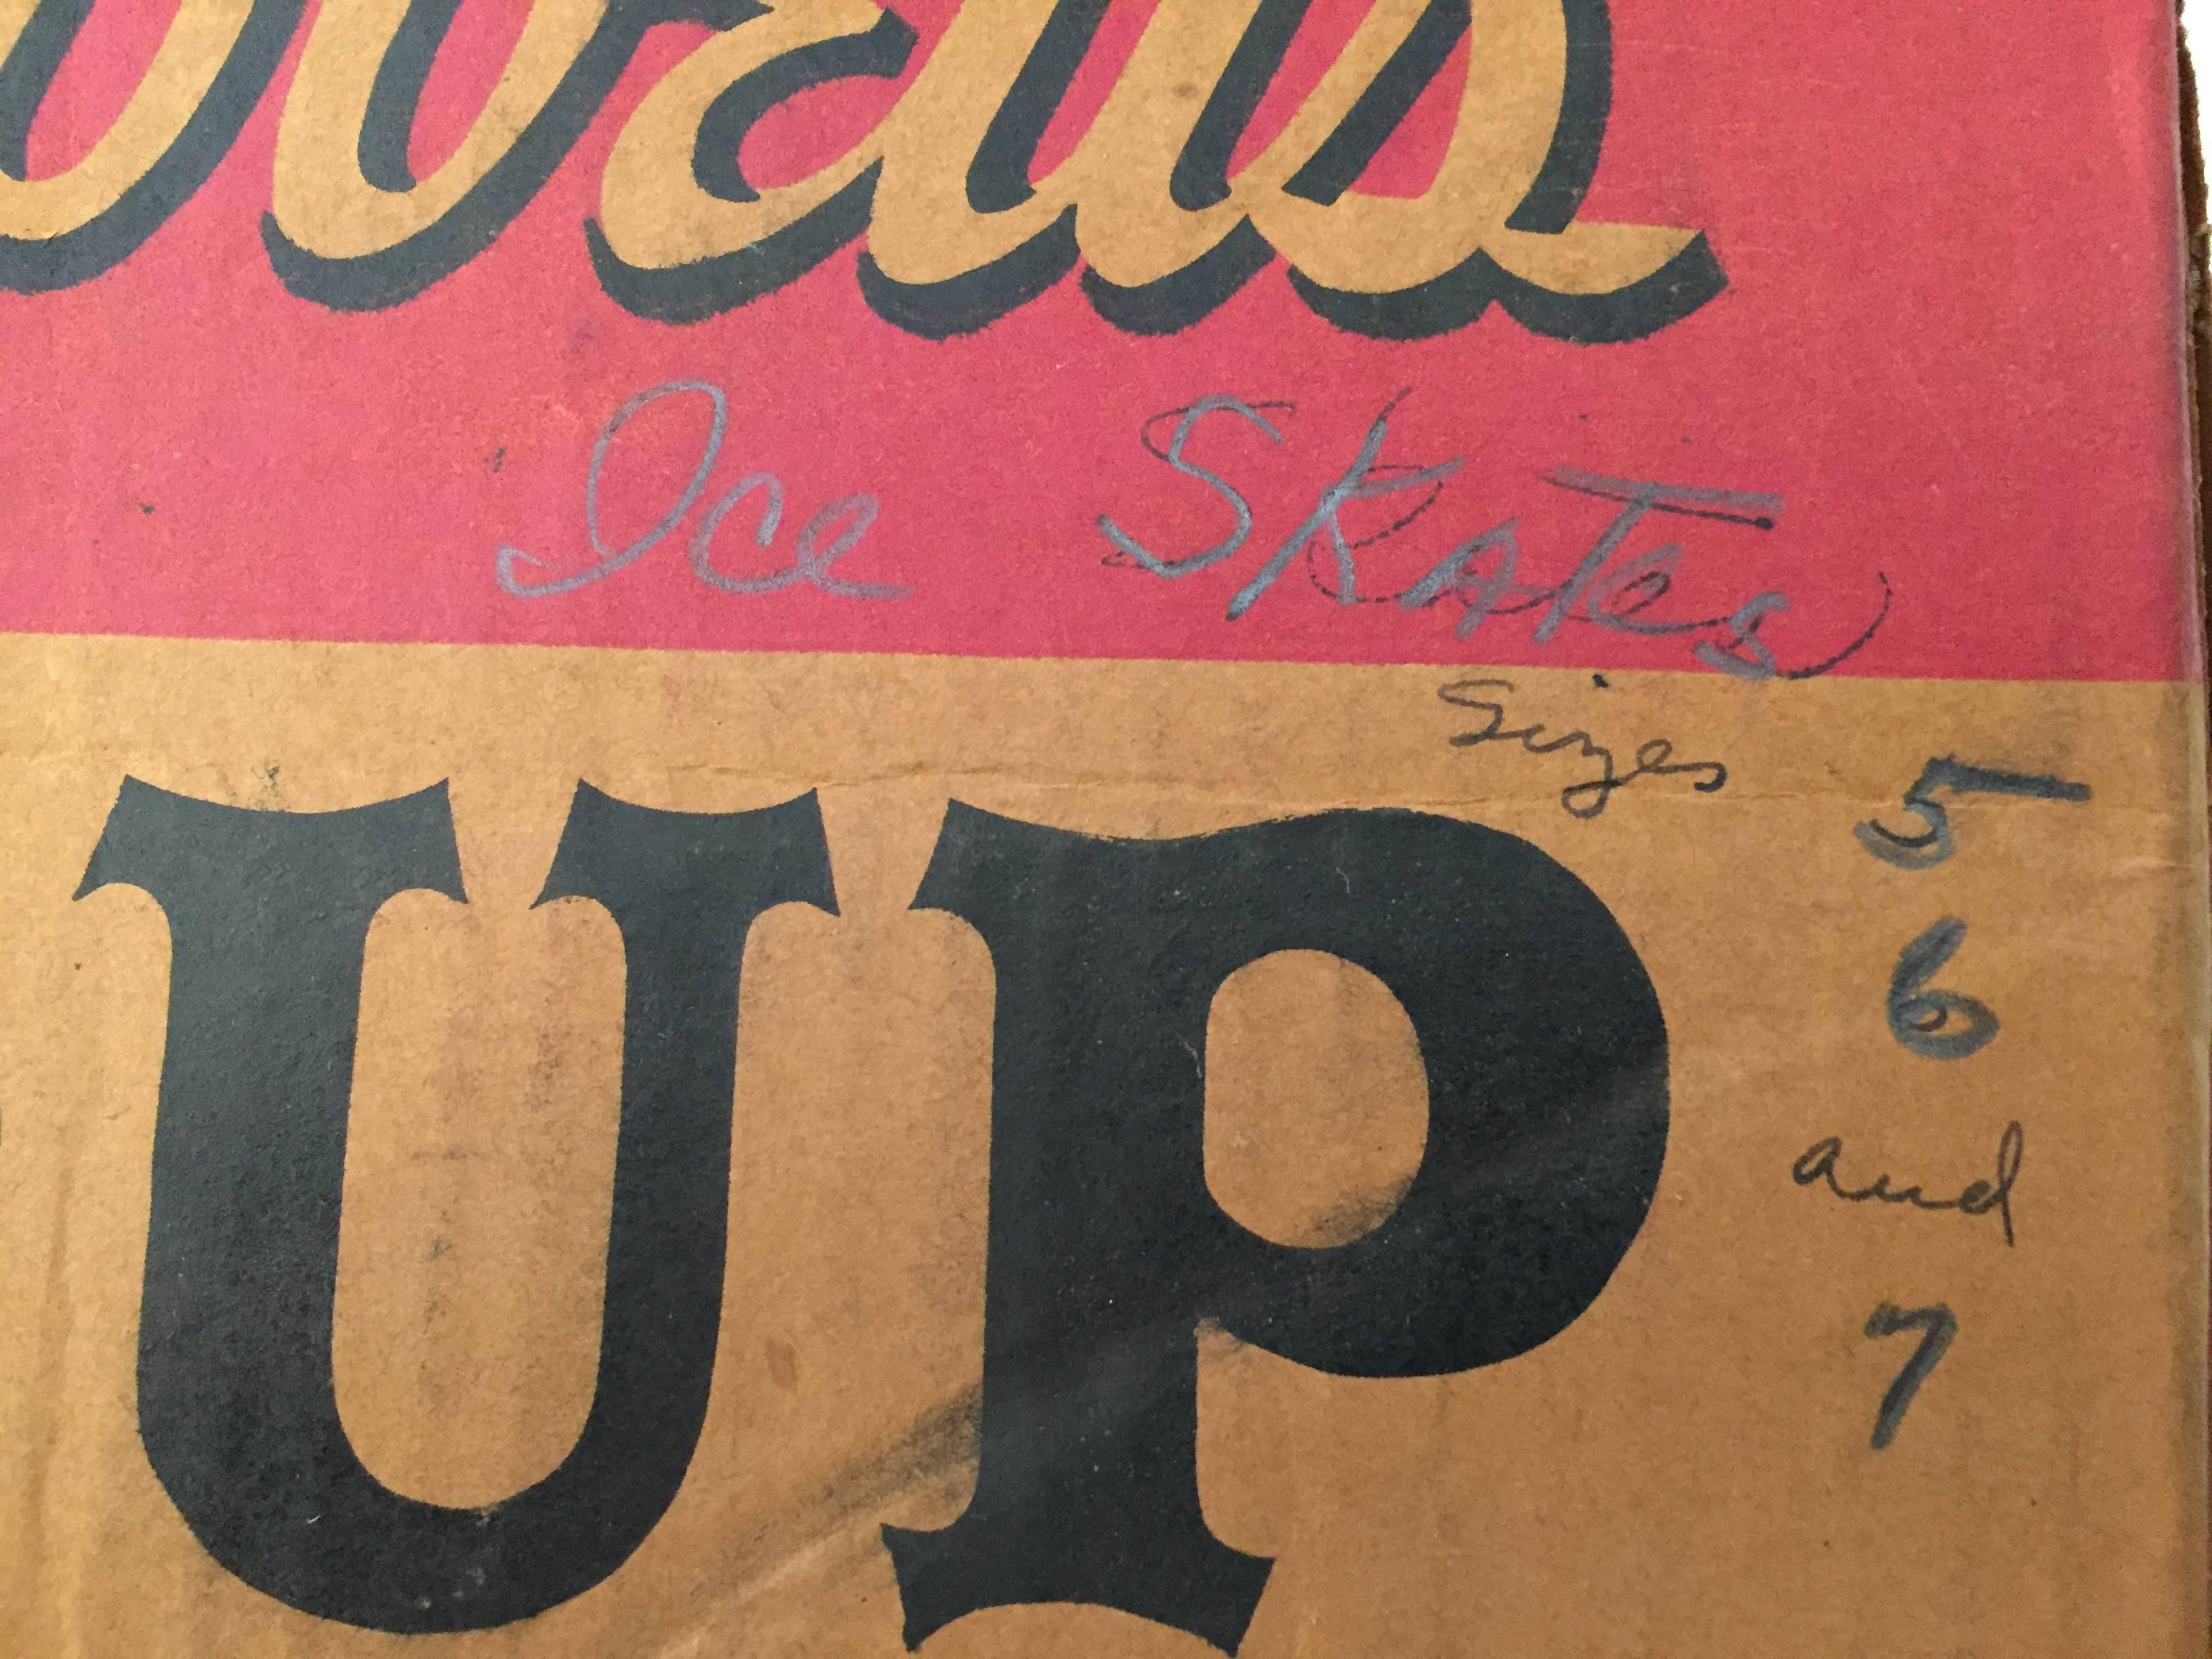 Ice Skates
Sizes 5
6
and
7
UP